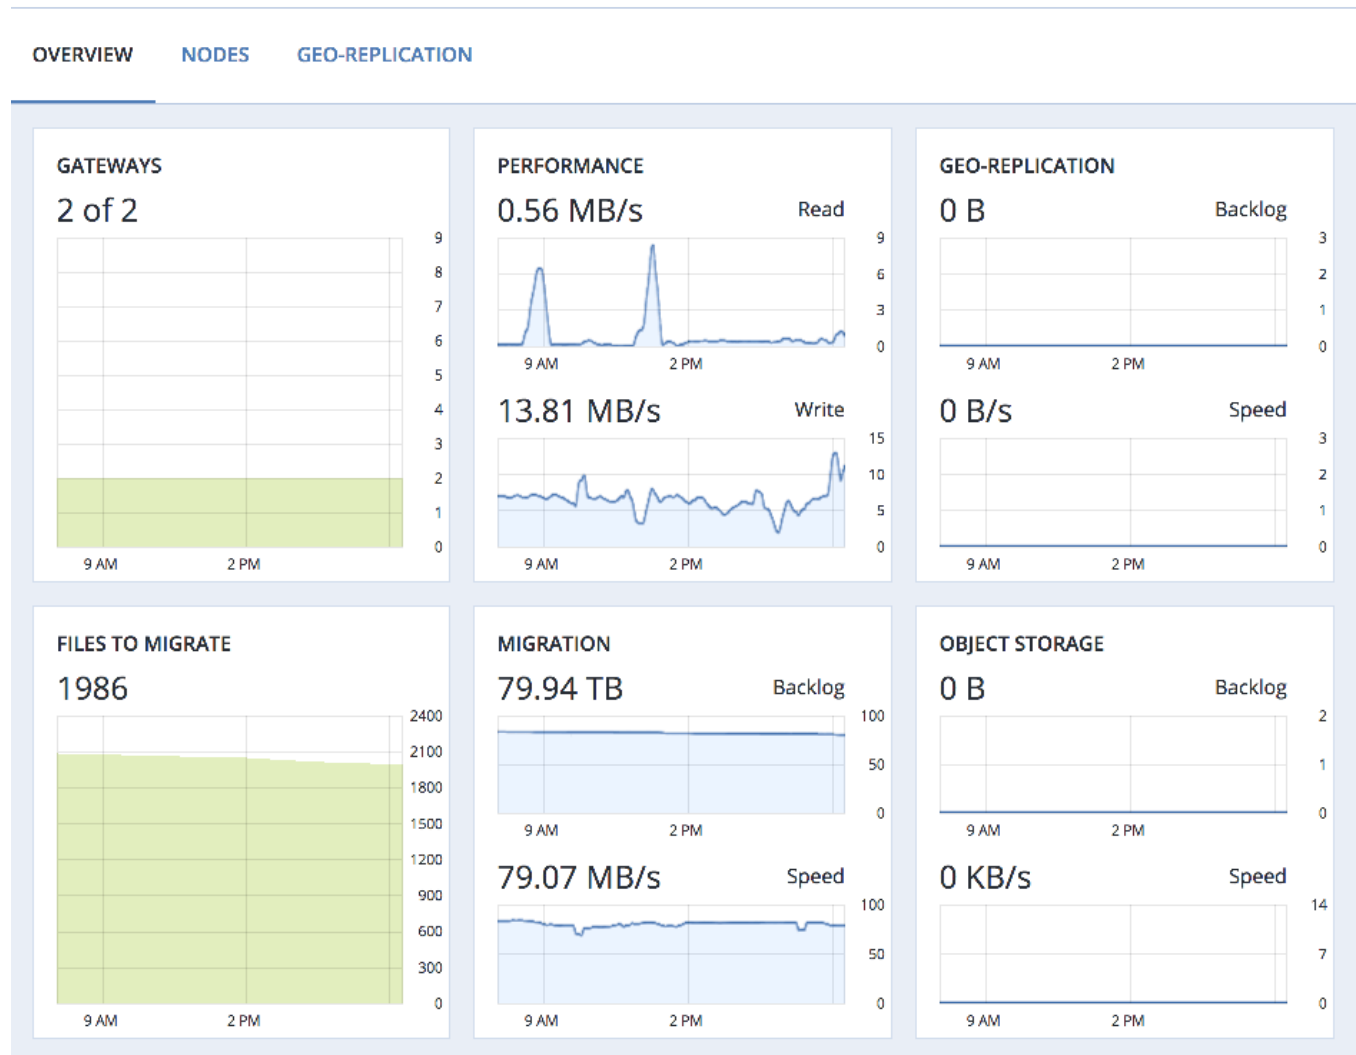 OVERVIEW NODES GEO-REPLICATION
GATEWAYS
2 of 2
9
8
7
6
5
4
3
2
1
0
9 AM 2 PM
PERFORMANCE
0.56 MB/s Read
9
6
3
0
9 AM 2 PM
13.81 MB/s Write
15
10
5
0
9 AM 2 PM
GEO-REPLICATION
0 B Backlog
3
2
1
0
9 AM 2 PM
0 B/s Speed
3
2
1
0
9 AM 2 PM
FILES TO MIGRATE
1986
2400
2100
1800
1500
1200
900
600
300
0
9 AM 2 PM
MIGRATION
79.94 TB Backlog
100
50
0
9 AM 2 PM
79.07 MB/s Speed
100
50
0
9 AM 2 PM
OBJECT STORAGE
0 B Backlog
2
1
0
9 AM 2 PM
0 KB/s Speed
14
7
0
9 AM 2 PM